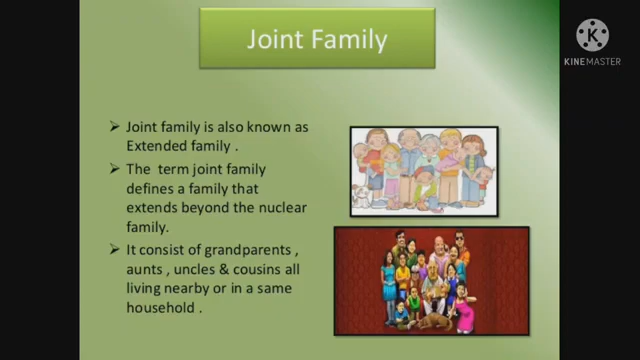 Joint Family
K
KINEMASTER
➢ Joint family is also known as
Extended family .
➢ The term joint family
defines a family that
extends beyond the nuclear
family.
➢ It consist of grandparents ,
aunts , uncles & cousins all
living nearby or in a same
household .